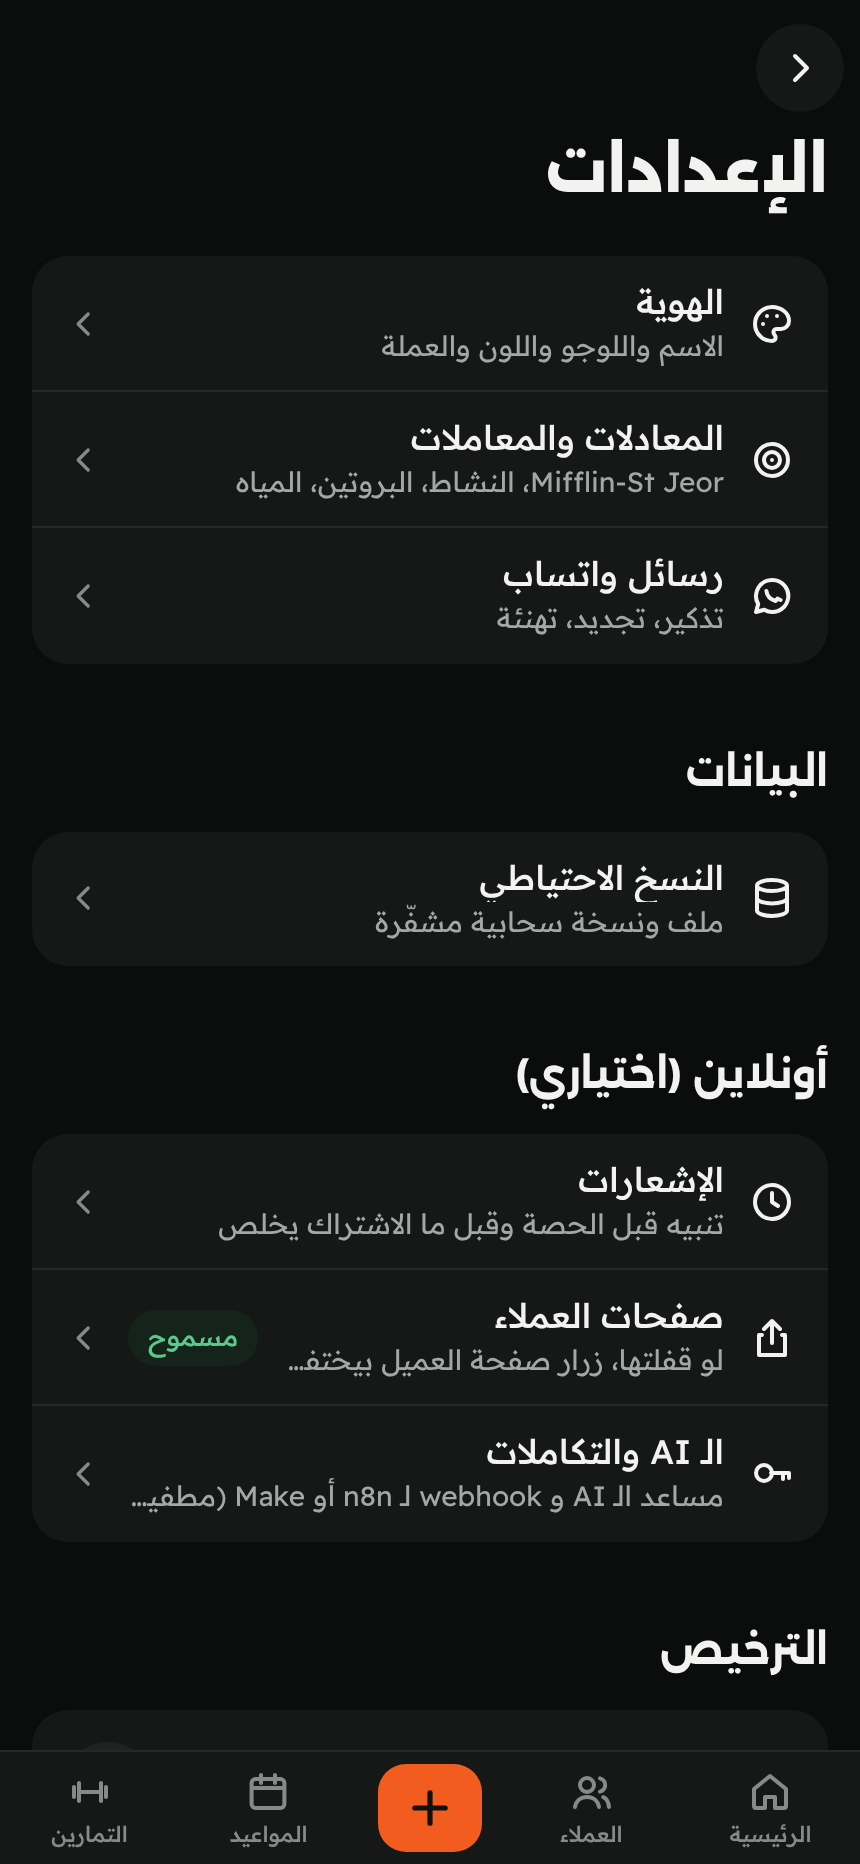 الإعدادات
الهوية
الاسم واللوجو واللون والعملة
المعادلات والمعاملات
Mifflin-St Jeor، النشاط، البروتين، المياه
رسائل واتساب
تذكير، تجديد، تهنئة
البيانات
النسخ الاحتياطي
ملف ونسخة سحابية مشفّرة
أونلاين (اختياري)
الإشعارات
تنبيه قبل الحصة وقبل ما الاشتراك يخلص
صفحات العملاء
لو قفلتها، زرار صفحة العميل بيختفـ...
مسموح
الـ AI والتكاملات
مساعد الـ AI و webhook لـ n8n أو Make (مطفيـ...
الترخيص
الرئيسية
العملاء
المواعيد
التمارين